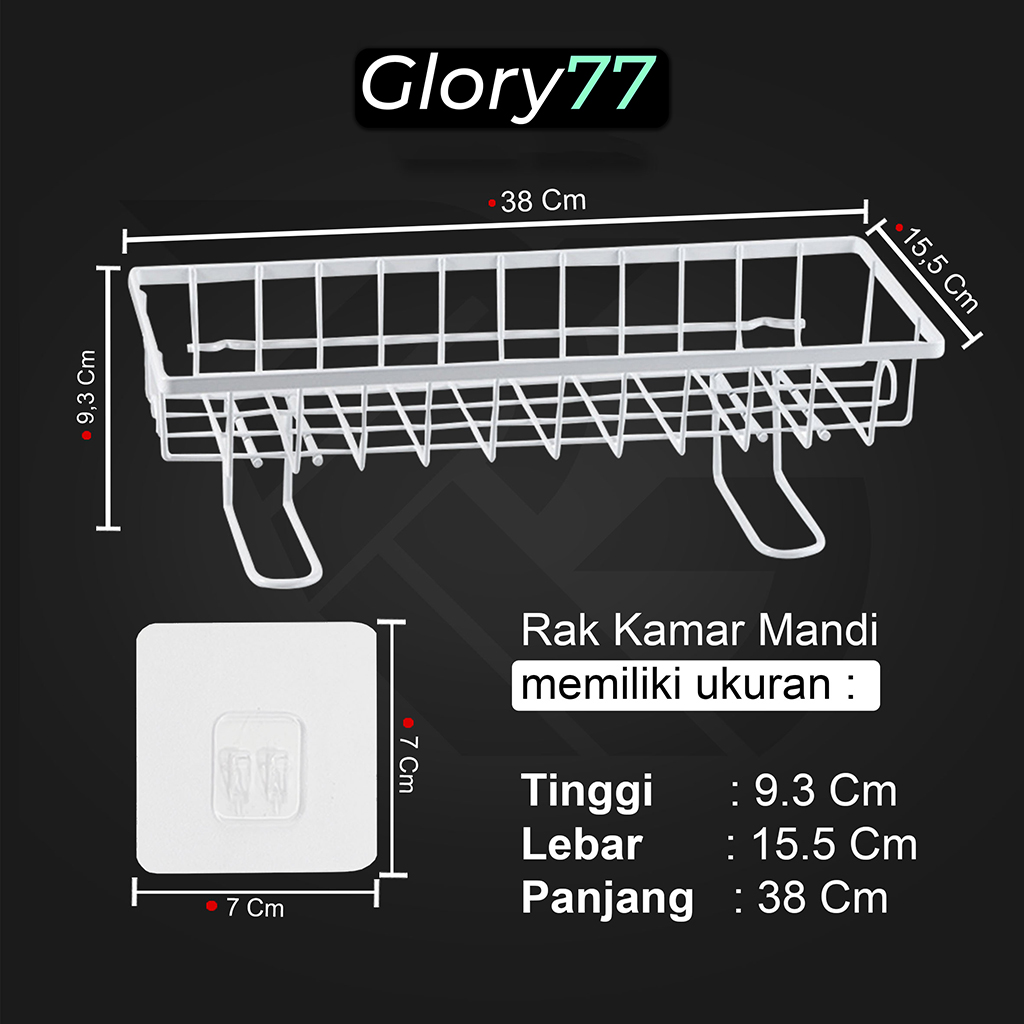 Glory77
38 Cm
15,5 Cm
9,3 Cm
Rak Kamar Mandi
memiliki ukuran :
7 Cm
Tinggi : 9.3 Cm
Lebar : 15.5 Cm
Panjang : 38 Cm
7 Cm